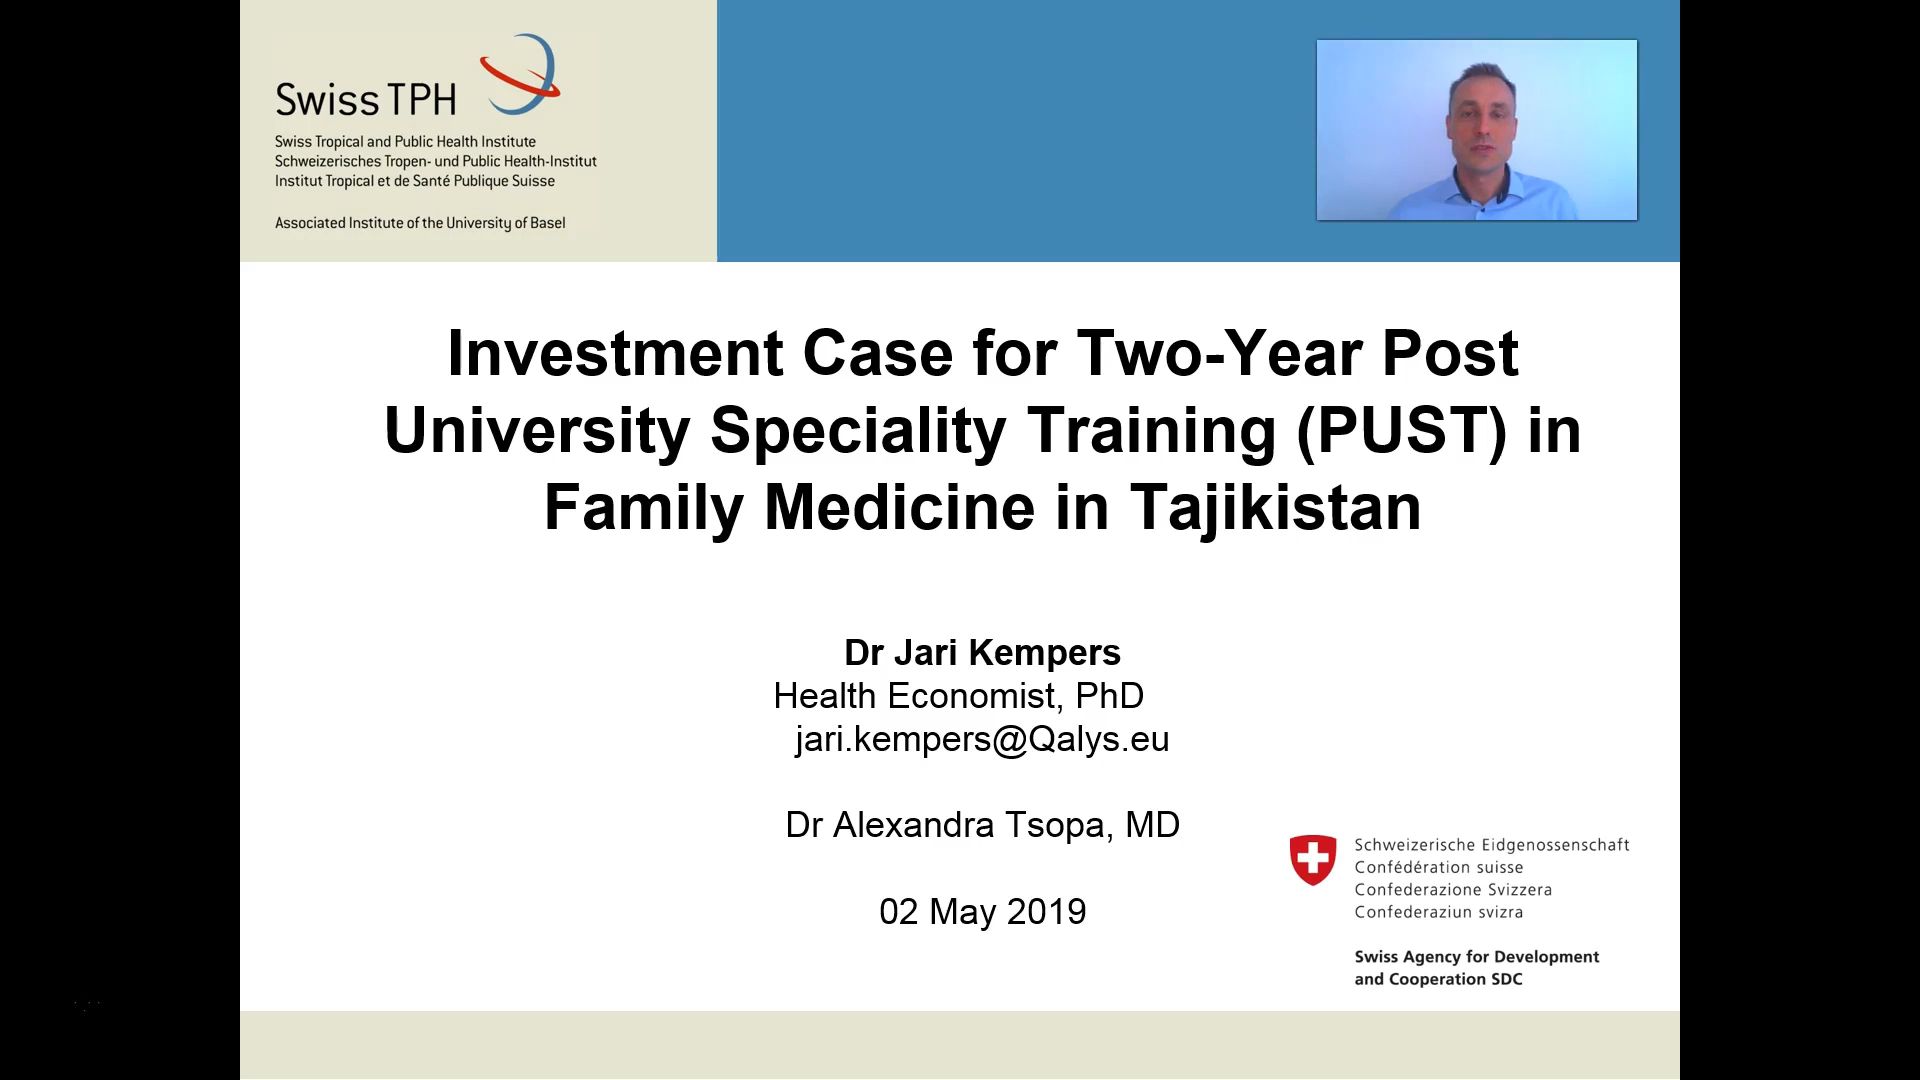 Swiss TPH
Swiss Tropical and Public Health Institute
Schweizerisches Tropen- und Public Health-Institut
Institut Tropical et de Santé Publique Suisse
Associated Institute of the University of Basel
Investment Case for Two-Year Post
University Speciality Training (PUST) in
Family Medicine in Tajikistan
Dr Jari Kempers
Health Economist, PhD
jari.kempers@Qalys.eu
Dr Alexandra Tsopa, MD
02 May 2019
Schweizerische Eidgenossenschaft
Confédération suisse
Confederazione Svizzera
Confederaziun svizra
Swiss Agency for Development
and Cooperation SDC